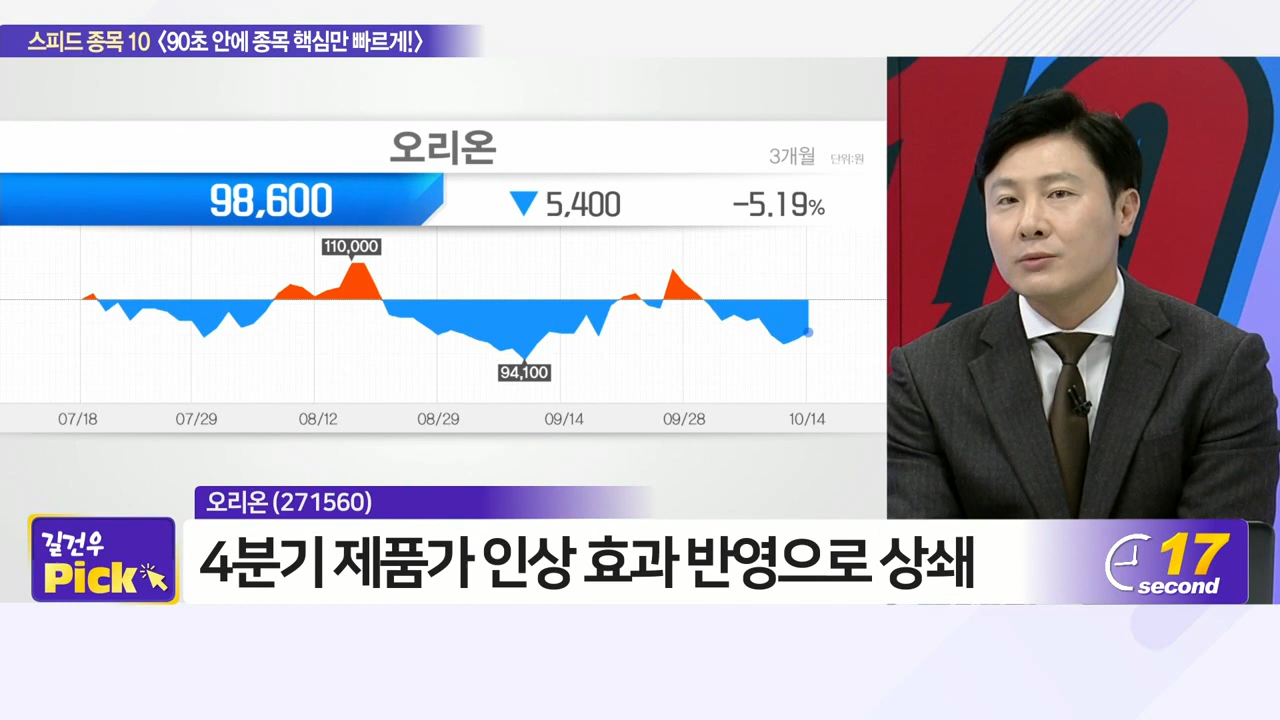 스피드 종목 10 <90초 안에 종목 핵심만 빠르게!>
오리온
3개월 단위:원
98,600 ▼ 5,400 -5.19%
110,000
94,100
07/18 07/29 08/12 08/29 09/14 09/28 10/14
오리온 (271560)
길건우
Pick
4분기 제품가 인상 효과 반영으로 상쇄
17
second